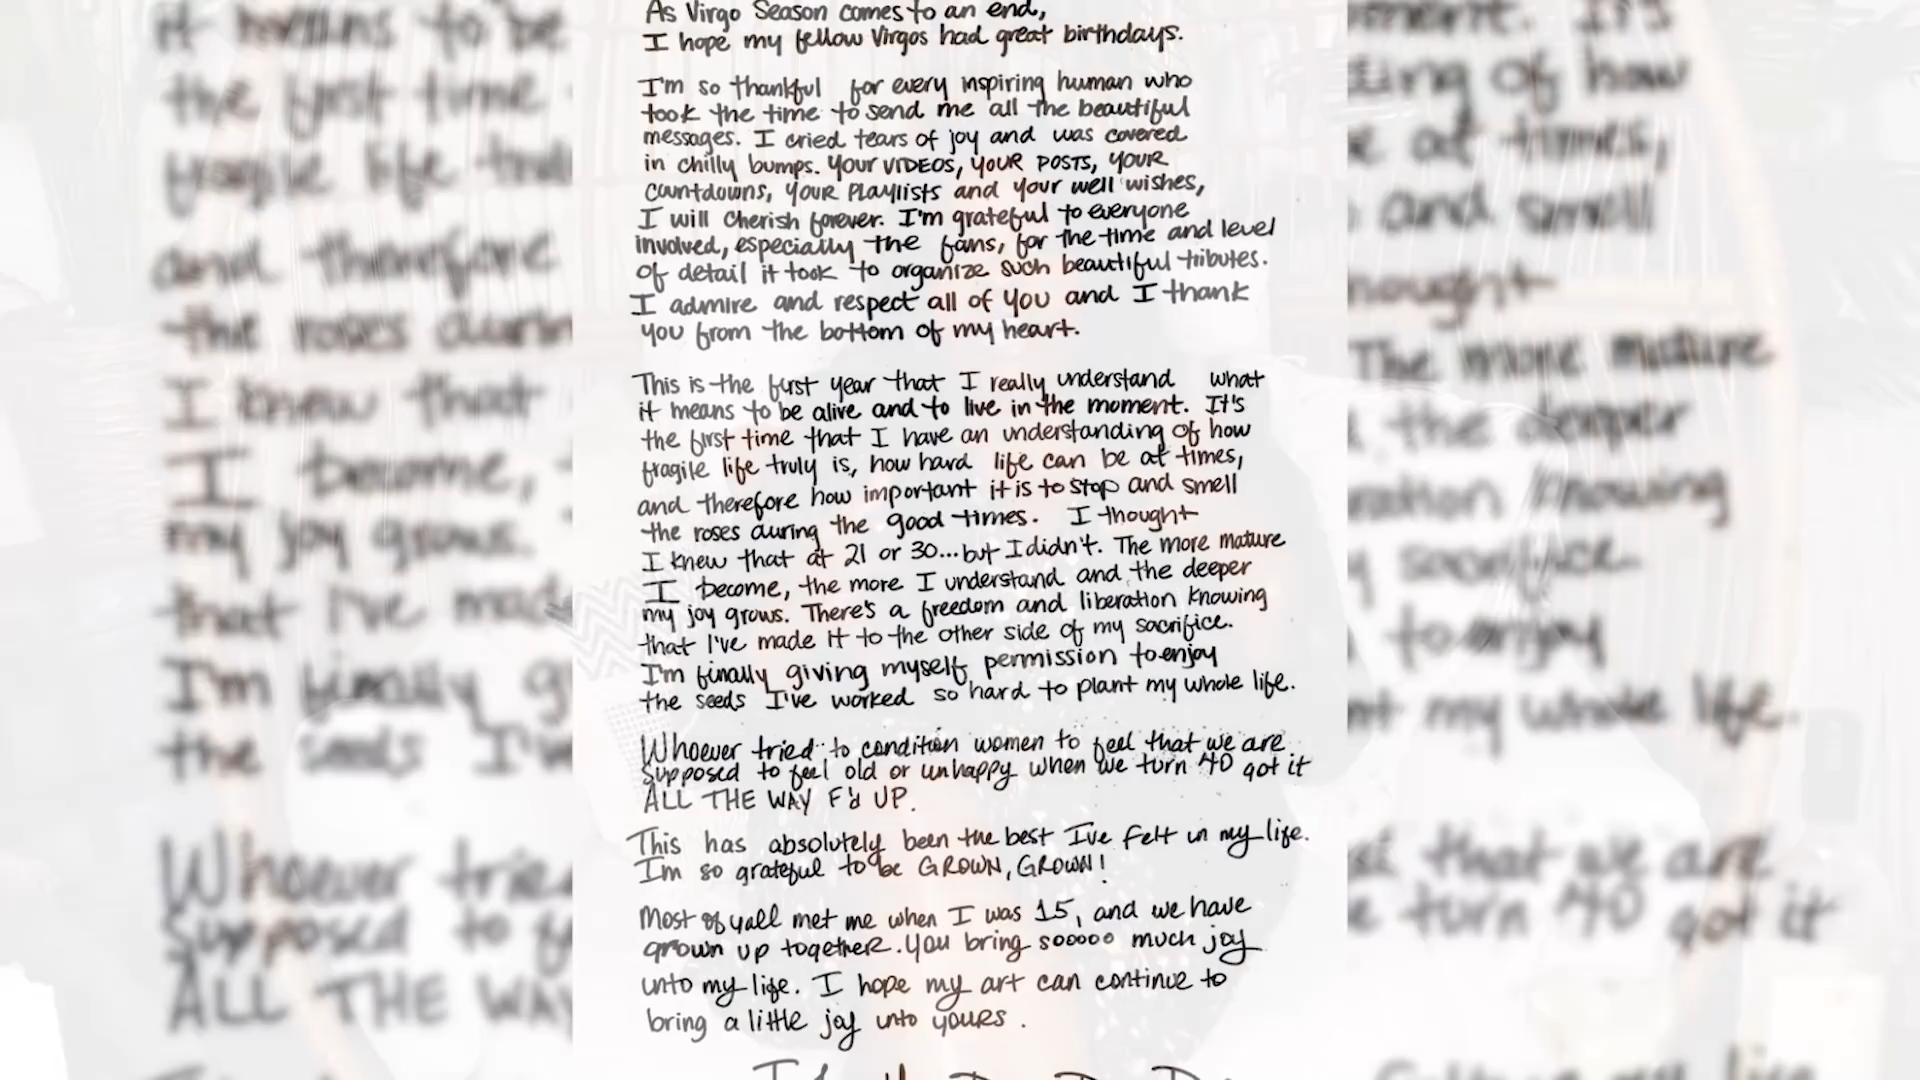 As Virgo Season comes to an end,
I hope my fellow Virgos had great birthdays.
I'm so thankful for every inspiring human who
took the time to send me all the beautiful
messages. I cried tears of joy and was covered
in chilly bumps. YOUR VIDEOS, YOUR POSTS, YOUR
COUNTDOWNS, YOUR PLAYLISTS and your well wishes,
I will cherish forever. I'm grateful to everyone
involved, especially the fans, for the time and level
of detail it took to organize such beautiful tributes.
I admire and respect all of you and I thank
you from the bottom of my heart.
This is the first year that I really understand what
it means to be alive and to live in the moment. It's
the first time that I have an understanding of how
fragile life truly is, how hard life can be at times,
and therefore how important it is to stop and smell
the roses during the good times. I thought
I knew that at 21 or 30...but I didn't. The more mature
I become, the more I understand and the deeper
my joy grows. There's a freedom and liberation knowing
that I've made it to the other side of my sacrifice.
I'm finally giving myself permission to enjoy
the seeds I've worked so hard to plant my whole life.
Whoever tried to condition women to feel that we are
supposed to feel old or unhappy when we turn 40 got it
ALL THE WAY F'd UP.
This has absolutely been the best I've felt in my life.
I'm so grateful to be GROWN, GROWN!
Most of yall met me when I was 15, and we have
grown up together. You bring sooooo much joy
unto my life. I hope my art can continue to
bring a little joy unto yours.